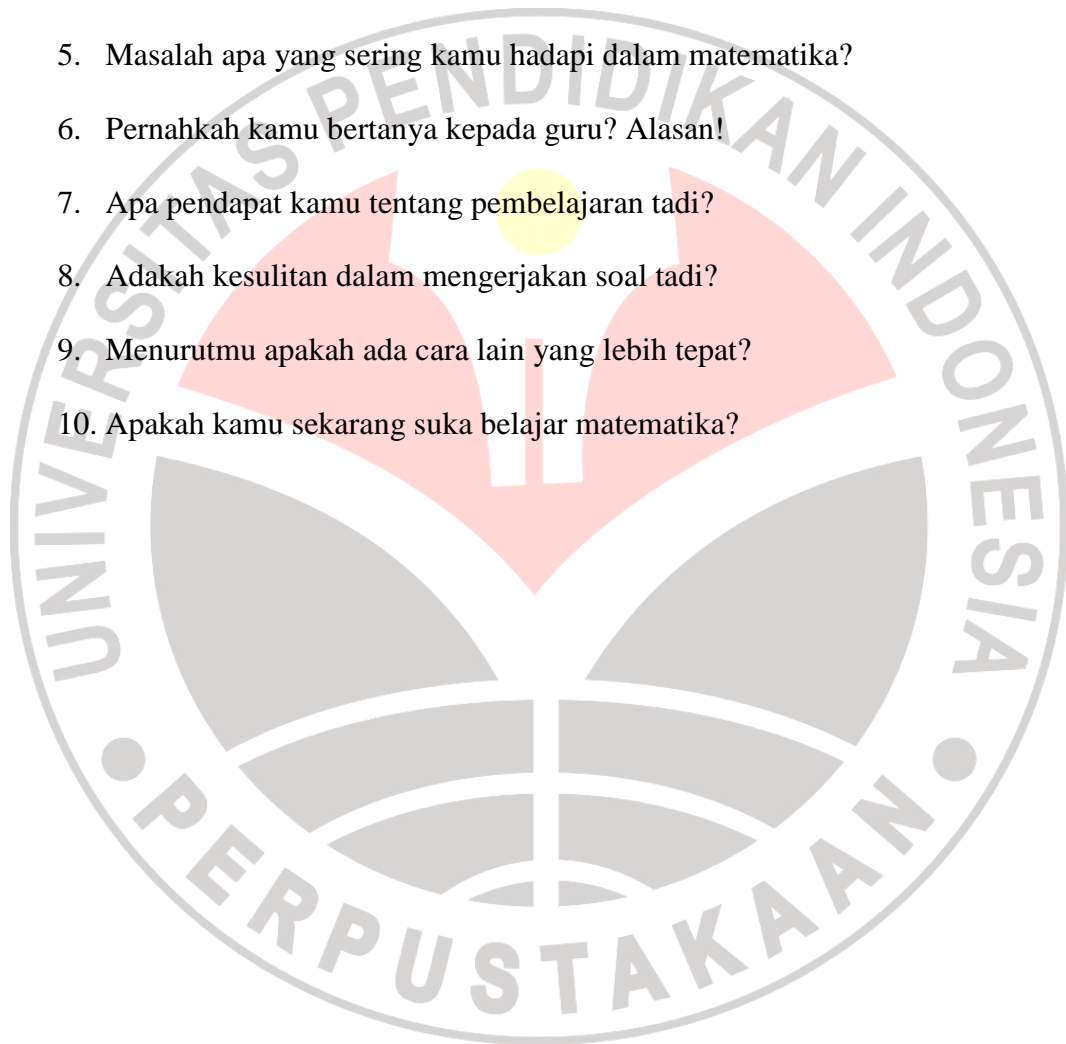 5. Masalah apa yang sering kamu hadapi dalam matematika?
6. Pernahkah kamu bertanya kepada guru? Alasan!
7. Apa pendapat kamu tentang pembelajaran tadi?
8. Adakah kesulitan dalam mengerjakan soal tadi?
9. Menurutmu apakah ada cara lain yang lebih tepat?
10. Apakah kamu sekarang suka belajar matematika?
UNIVERSITAS PENDIDIKAN INDONESIA
PERPUSTAKAAN